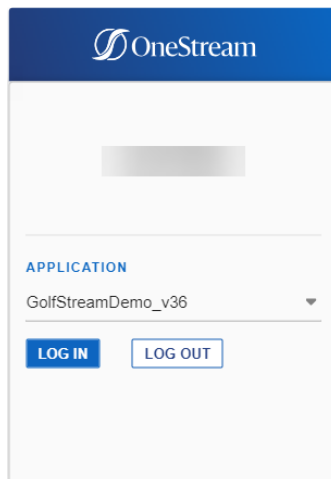 OneStream
APPLICATION
GolfStreamDemo_v36
LOG IN
LOG OUT